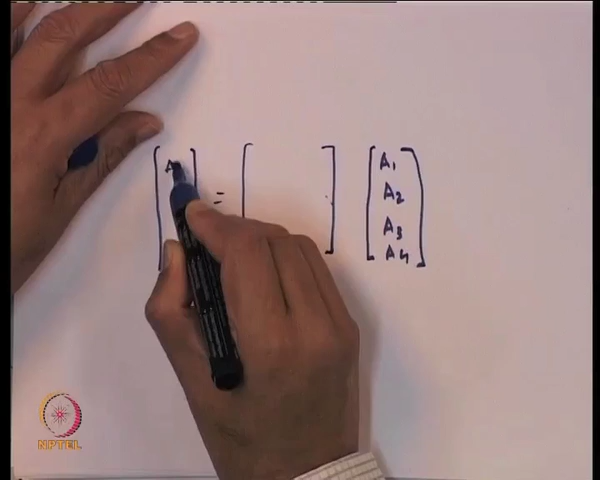 [ A ] = [ ] [ A₁
A₂
A₃
A₄ ]
NPTEL